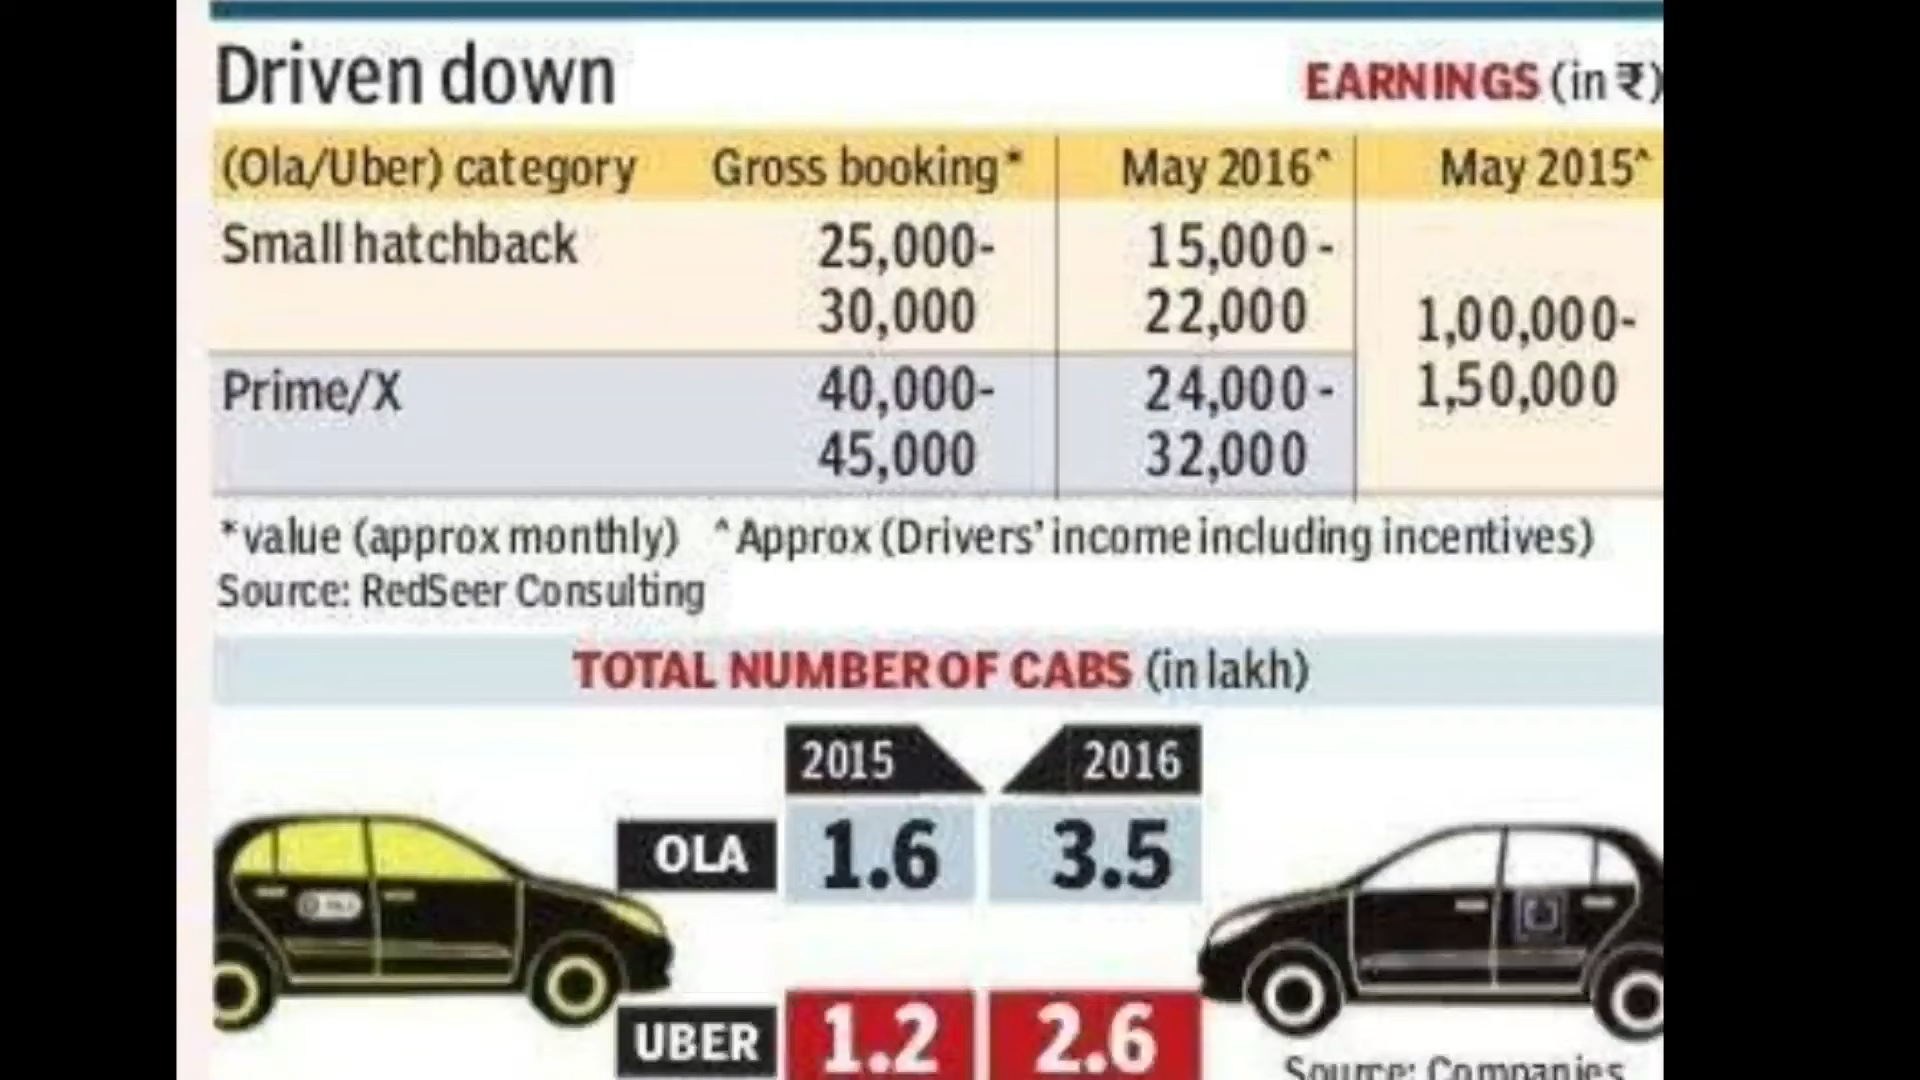 Driven down
EARNINGS (in ₹)
(Ola/Uber) category Gross booking* May 2016^ May 2015^
Small hatchback 25,000-30,000 15,000-22,000 1,00,000-1,50,000
Prime/X 40,000-45,000 24,000-32,000
*value (approx monthly) ^Approx (Drivers' income including incentives)
Source: RedSeer Consulting
TOTAL NUMBER OF CABS (in lakh)
2015 2016
OLA 1.6 3.5
UBER 1.2 2.6
Source: Companies